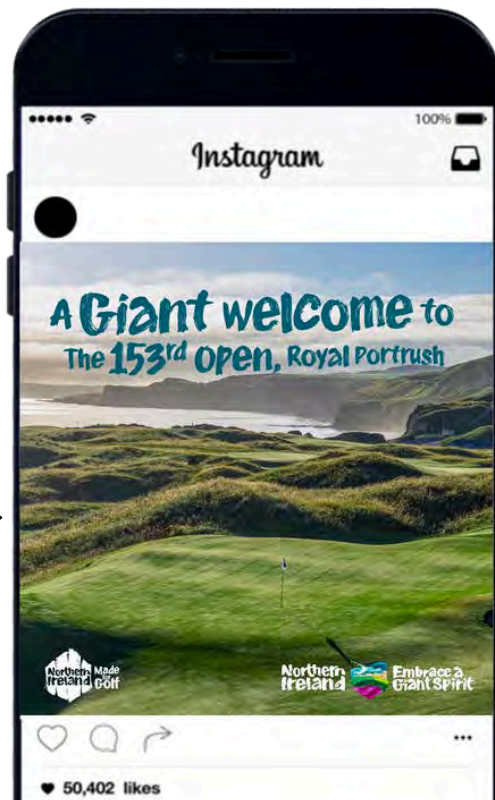 100%
Instagram
A Giant welcome to
The 153rd Open, Royal Portrush
Northern Ireland
Made for Golf
Northern Ireland
Embrace a Giant Spirit
50,402 likes